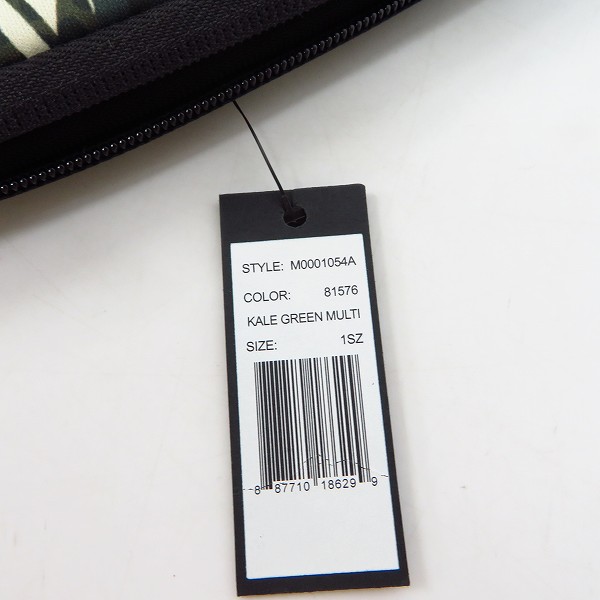 STYLE: M0001054A
COLOR: 81576
KALE GREEN MULTI
SIZE: 1SZ
8 87710 18629 9